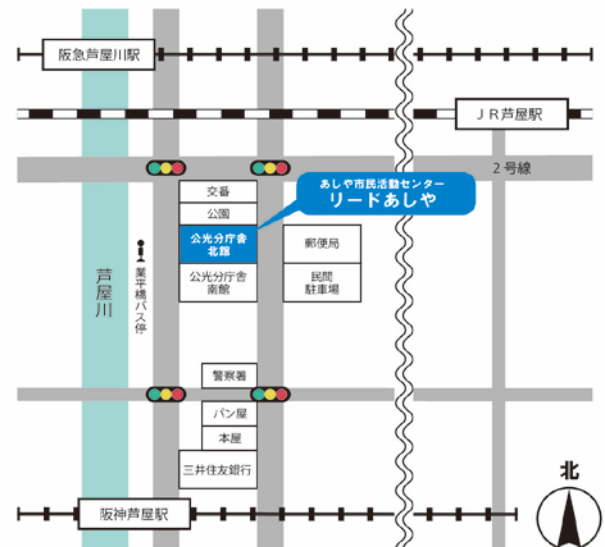 阪急芦屋川駅
JR芦屋駅
2号線
交番
あしや市民活動センター
リードあしや
公園
公光分庁舎
北館
郵便局
公光分庁舎
南館
民間
駐車場
芦屋川
業平橋バス停
警察署
パン屋
本屋
三井住友銀行
北
阪神芦屋駅